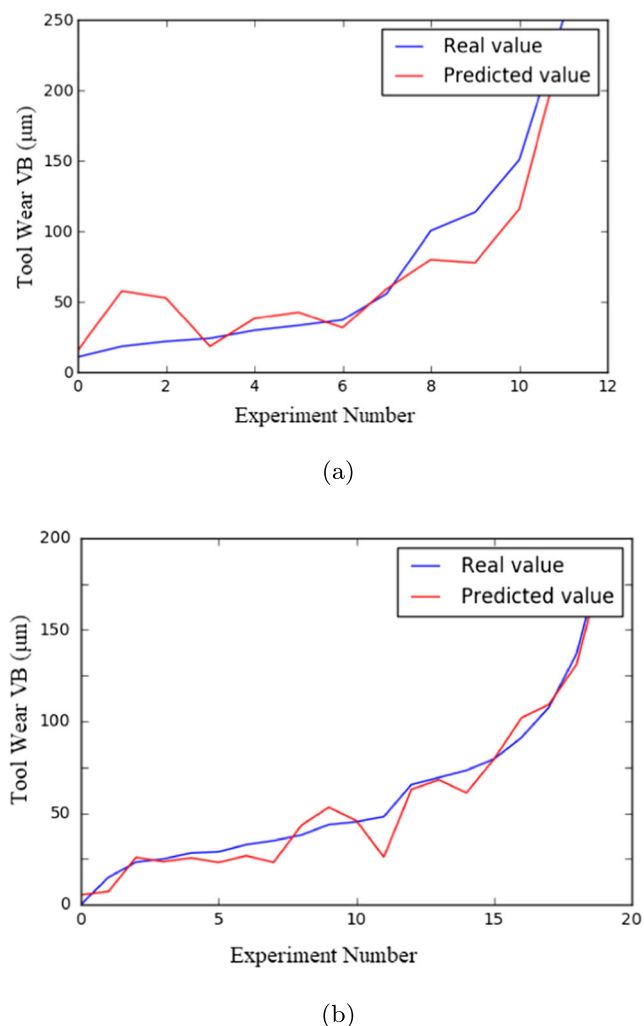 250
200
150
100
50
0
Tool Wear VB (μm)
Real value
Predicted value
0 2 4 6 8 10 12
Experiment Number
(a)
200
150
100
50
0
Tool Wear VB (μm)
Real value
Predicted value
0 5 10 15 20
Experiment Number
(b)